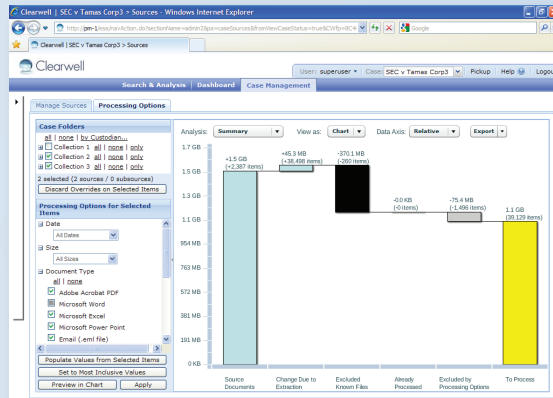 Clearwell | SEC v Tamas Corp3 > Sources - Windows Internet Explorer
Google
Clearwell | SEC v Tamas Corp3 > Sources
Clearwell
User: superuser Case: SEC v Tamas Corp3 Pickup Help Logou
Search & Analysis | Dashboard Case Management
Manage Sources Processing Options
Case Folders
all | none | by Custodian...
Collection 1 all | none | only
Collection 2 all | none | only
Collection 3 all | none | only
2 selected (2 sources / 0 subsources)
Discard Overrides on Selected Items
Processing Options for Selected
Items
Date
All Dates
Size
All Sizes
Document Type
all | none
Adobe Acrobat PDF
Microsoft Word
Microsoft Excel
Microsoft Power Point
Email (.eml file)
Populate Values from Selected Items
Set to Most Inclusive Values
Preview in Chart Apply
Analysis: Summary View as: Chart Data Axis: Relative Export
1.7 GB
1.5 GB
1.3 GB
1.1 GB
954 MB
763 MB
572 MB
381 MB
191 MB
0 KB
+1.5 GB
(+2,387 items)
+45.3 MB
(+38,498 items)
-370.1 MB
(-260 items)
-0.0 KB
(-0 items)
-75.4 MB
(-1,496 items)
1.1 GB
(39,129 items)
Source
Documents
Change Due to
Extraction
Excluded
Known Files
Already
Processed
Excluded by
Processing Options
To Process